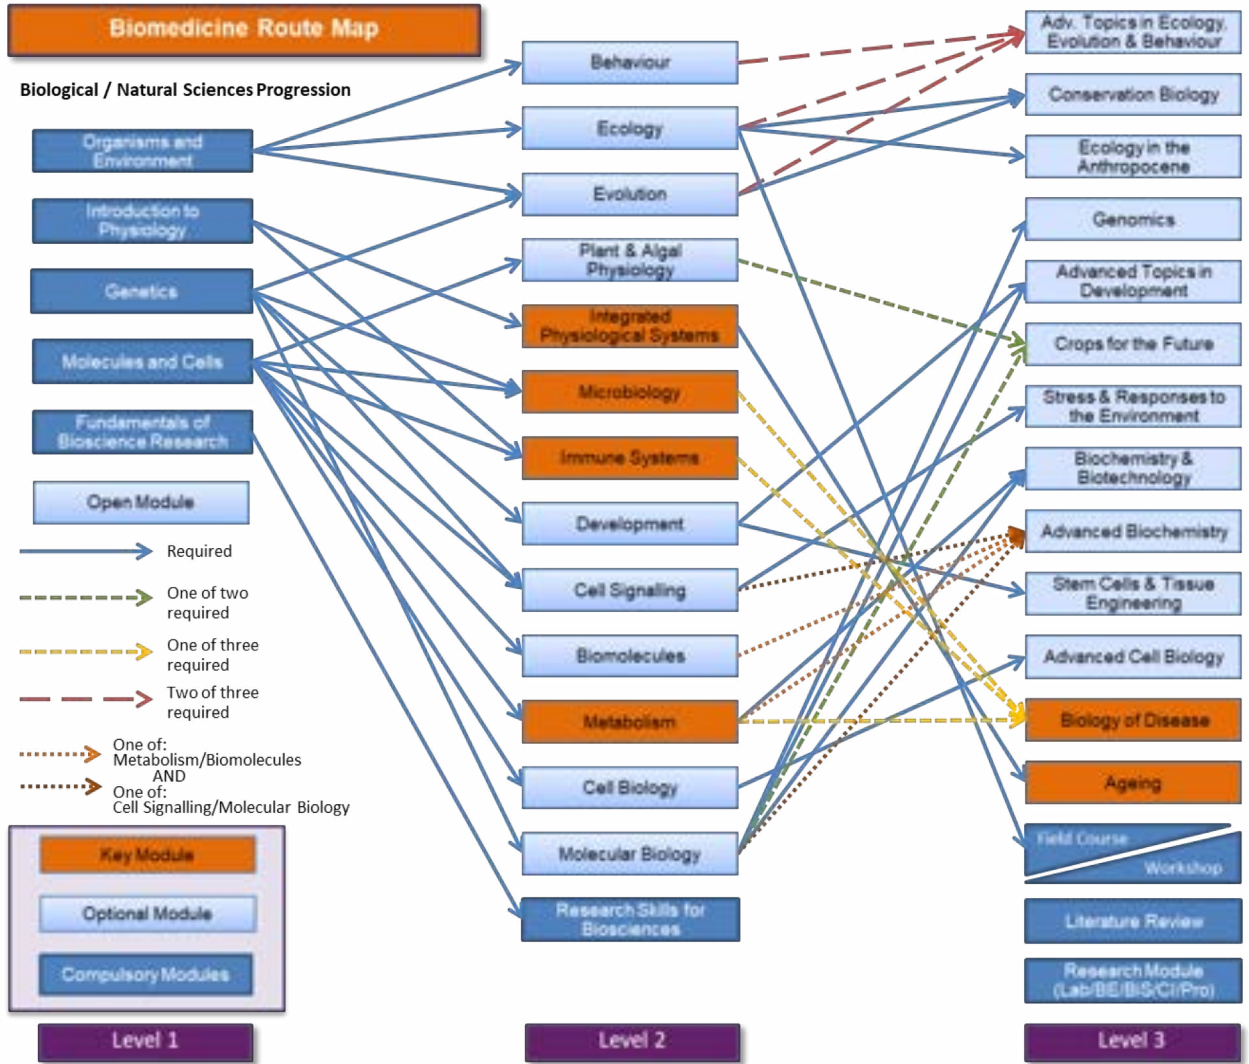 Biomedicine Route Map
Biological / Natural Sciences Progression
Organisms and
Environment
Introduction to
Physiology
Genetics
Molecules and Cells
Fundamentals of
Bioscience Research
Open Module
Required
One of two
required
One of three
required
Two of three
required
One of:
Metabolism/Biomolecules
AND
One of:
Cell Signalling/Molecular Biology
Key Module
Optional Module
Compulsory Modules
Level 1
Behaviour
Ecology
Evolution
Plant & Algal
Physiology
Integrated
Physiological Systems
Microbiology
Immune Systems
Development
Cell Signalling
Biomolecules
Metabolism
Cell Biology
Molecular Biology
Research Skills for
Biosciences
Level 2
Adv. Topics in Ecology,
Evolution & Behaviour
Conservation Biology
Ecology in the
Anthropocene
Genomics
Advanced Topics in
Development
Crops for the Future
Stress & Responses to
the Environment
Biochemistry &
Biotechnology
Advanced Biochemistry
Stem Cells & Tissue
Engineering
Advanced Cell Biology
Biology of Disease
Ageing
Field Course
Workshop
Literature Review
Research Module
(Lab/BE/BiS/CI/Pro)
Level 3